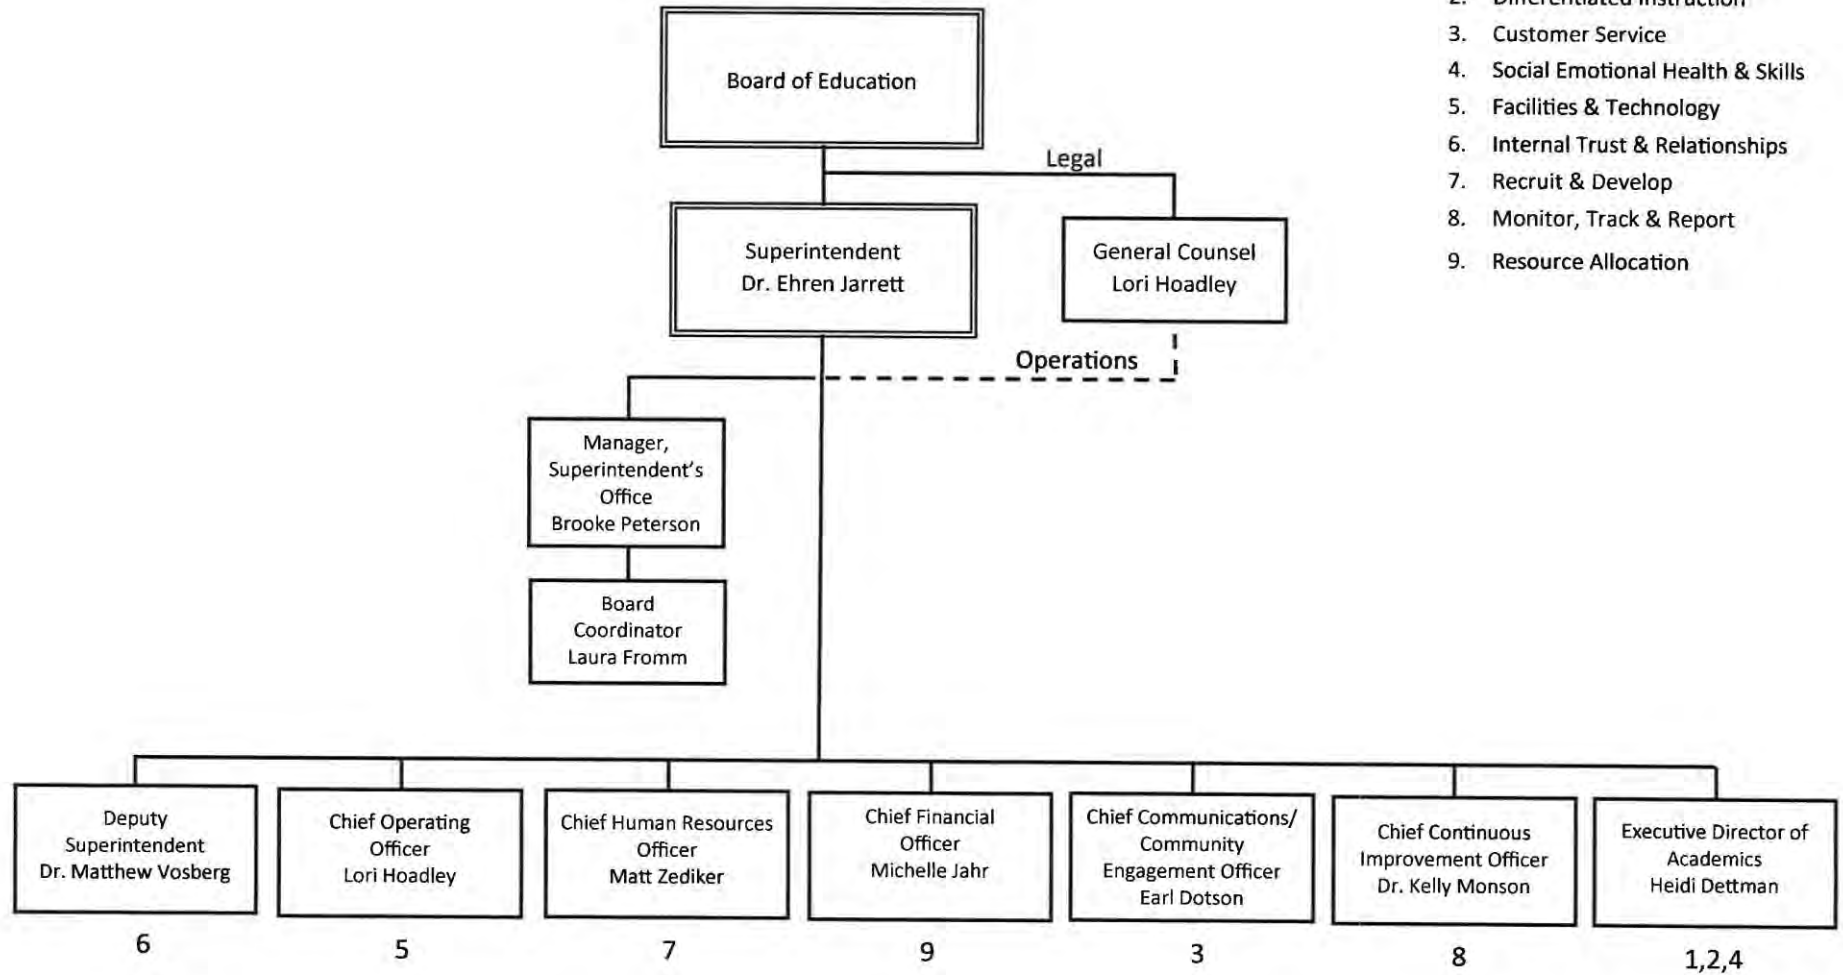 2. Differentiated Instruction
3. Customer Service
4. Social Emotional Health & Skills
5. Facilities & Technology
6. Internal Trust & Relationships
7. Recruit & Develop
8. Monitor, Track & Report
9. Resource Allocation
Board of Education
Legal
Superintendent
Dr. Ehren Jarrett
General Counsel
Lori Hoadley
Operations
Manager,
Superintendent's
Office
Brooke Peterson
Board
Coordinator
Laura Fromm
Deputy
Superintendent
Dr. Matthew Vosberg
6
Chief Operating
Officer
Lori Hoadley
5
Chief Human Resources
Officer
Matt Zediker
7
Chief Financial
Officer
Michelle Jahr
9
Chief Communications/
Community
Engagement Officer
Earl Dotson
3
Chief Continuous
Improvement Officer
Dr. Kelly Monson
8
Executive Director of
Academics
Heidi Dettman
1,2,4